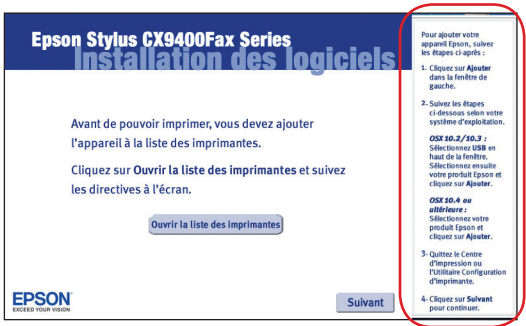 Epson Stylus CX9400Fax Series
Installation des logiciels
Avant de pouvoir imprimer, vous devez ajouter
l'appareil à la liste des imprimantes.
Cliquez sur Ouvrir la liste des imprimantes et suivez
les directives à l'écran.
Ouvrir la liste des imprimantes
EPSON
EXCEED YOUR VISION
Suivant
Pour ajouter votre
appareil Epson, suivez
les étapes ci-après :
1. Cliquez sur Ajouter
dans la fenêtre de
gauche.
2. Suivez les étapes
ci-dessous selon votre
système d'exploitation.
OSX 10.2/10.3 :
Sélectionnez USB en
haut de la fenêtre.
Sélectionnez ensuite
votre produit Epson et
cliquez sur Ajouter.
OSX 10.4 ou
ultérieure :
Sélectionnez votre
produit Epson et
cliquez sur Ajouter.
3- Quittez le Centre
d'impression ou
l'Utilitaire Configuration
d'imprimante.
4- Cliquez sur Suivant
pour continuer.